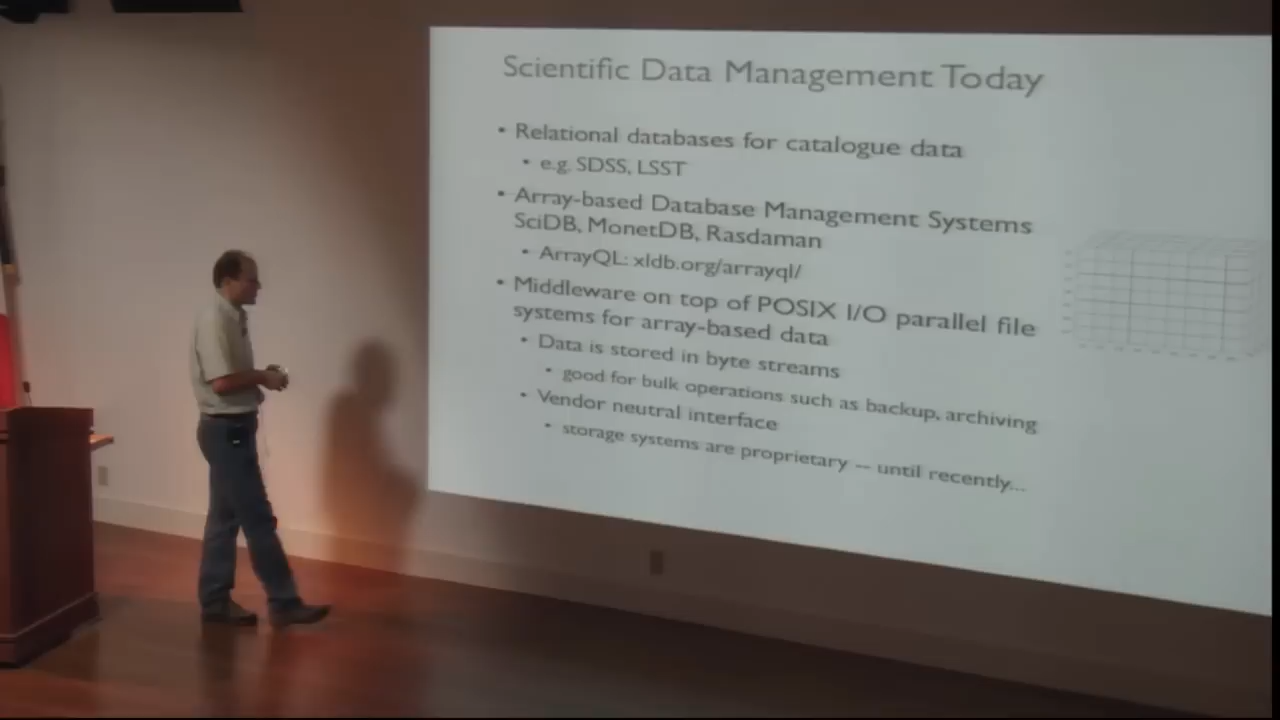 Scientific Data Management Today
• Relational databases for catalogue data
• e.g. SDSS, LSST
• Array-based Database Management Systems
SciDB, MonetDB, Rasdaman
• ArrayQL: xldb.org/arrayql/
• Middleware on top of POSIX I/O parallel file
systems for array-based data
• Data is stored in byte streams
• good for bulk operations such as backup, archiving
• Vendor neutral interface
• storage systems are proprietary -- until recently...